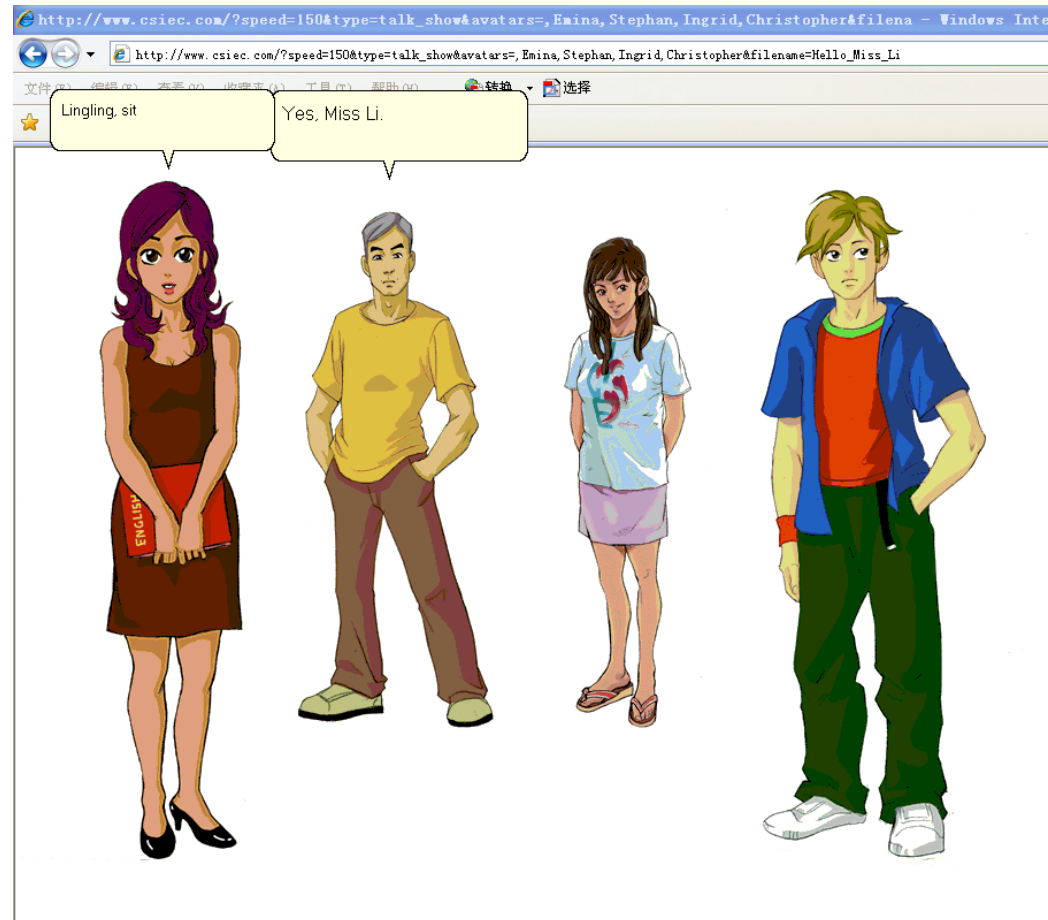 http://www.csiec.com/?speed=150&type=talk_show&avatars=,Emina,Stephan,Ingrid,Christopher&filena - Windows Inte
http://www.csiec.com/?speed=150&type=talk_show&avatars=,Emina,Stephan,Ingrid,Christopher&filename=Hello_Miss_Li
转换 选择
Lingling, sit
Yes, Miss Li.
ENGLISH